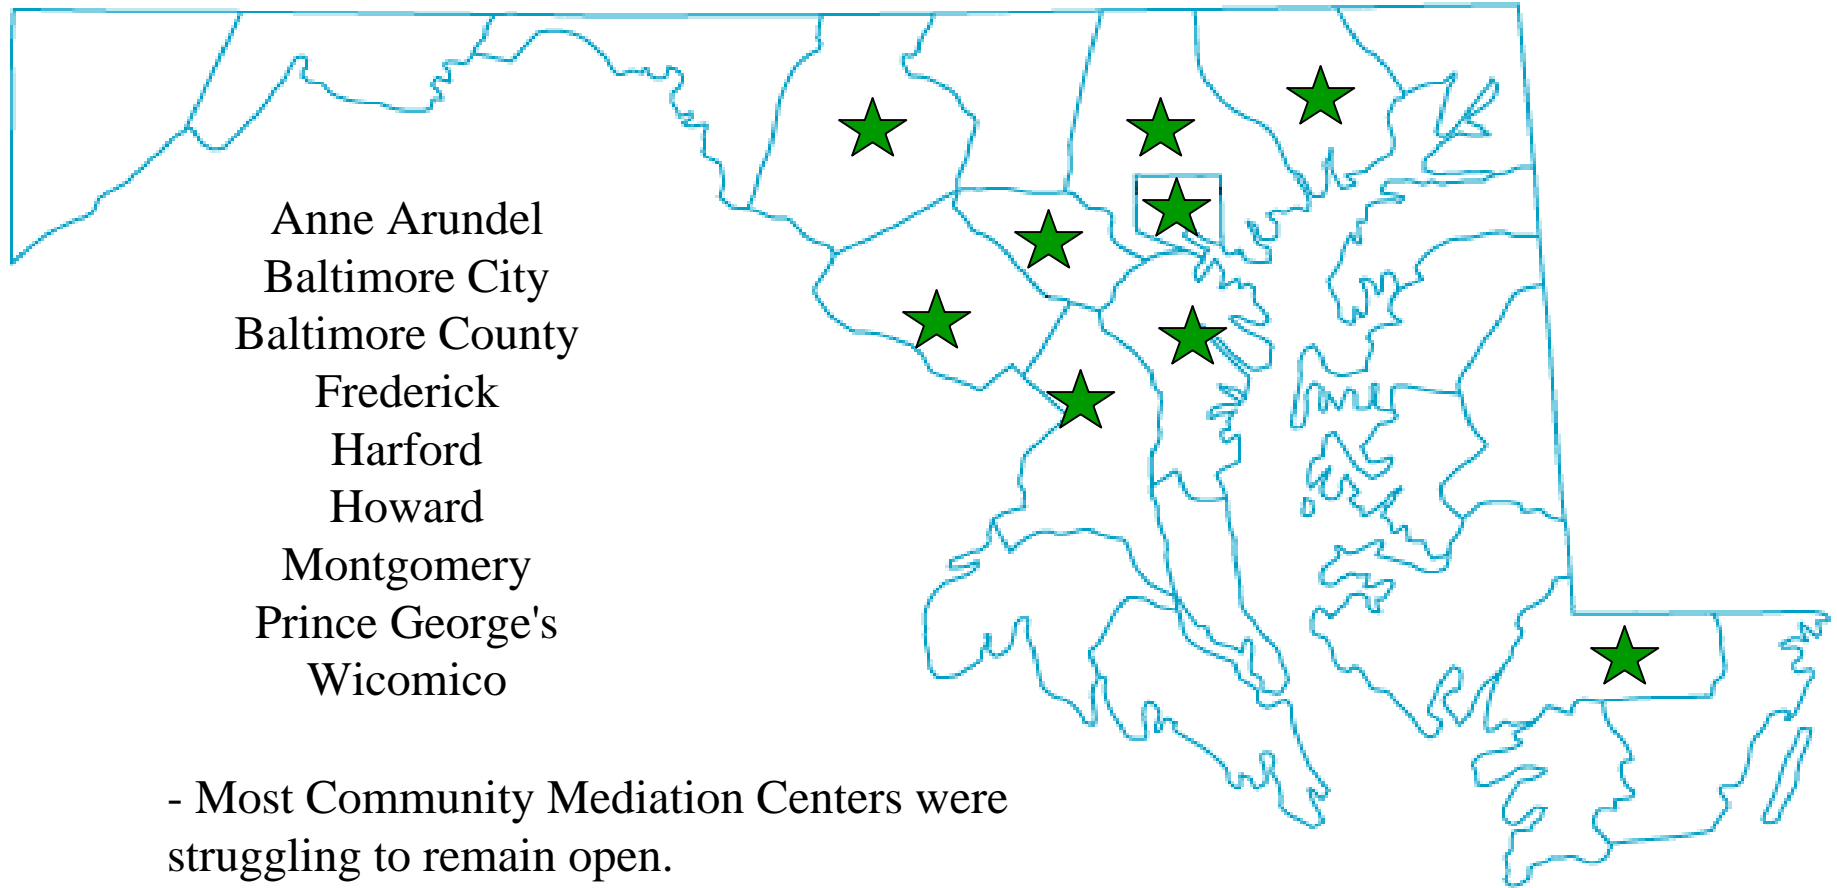 Anne Arundel
Baltimore City
Baltimore County
Frederick
Harford
Howard
Montgomery
Prince George's
Wicomico
- Most Community Mediation Centers were
struggling to remain open.